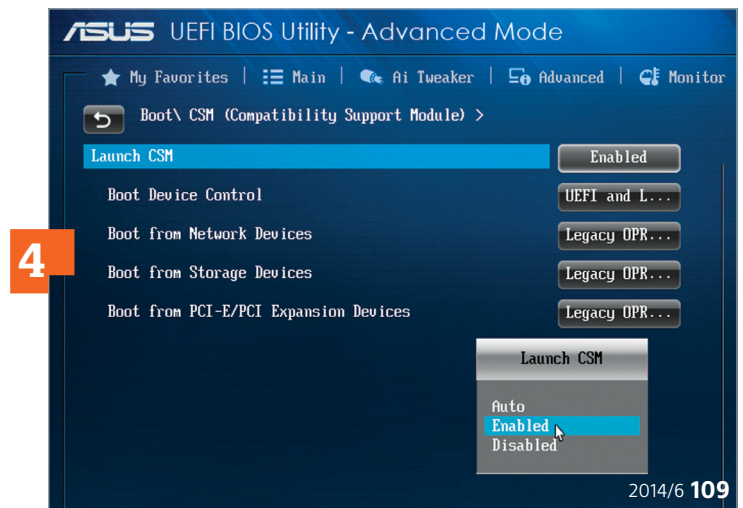 ASUS UEFI BIOS Utility - Advanced Mode
My Favorites | Main | Ai Tweaker | Advanced | Monitor
Boot\ CSM (Compatibility Support Module) >
Launch CSM Enabled
Boot Device Control UEFI and L...
Boot from Network Devices Legacy OPR...
4
Boot from Storage Devices Legacy OPR...
Boot from PCI-E/PCI Expansion Devices Legacy OPR...
Launch CSM
Auto
Enabled
Disabled
2014/6 109